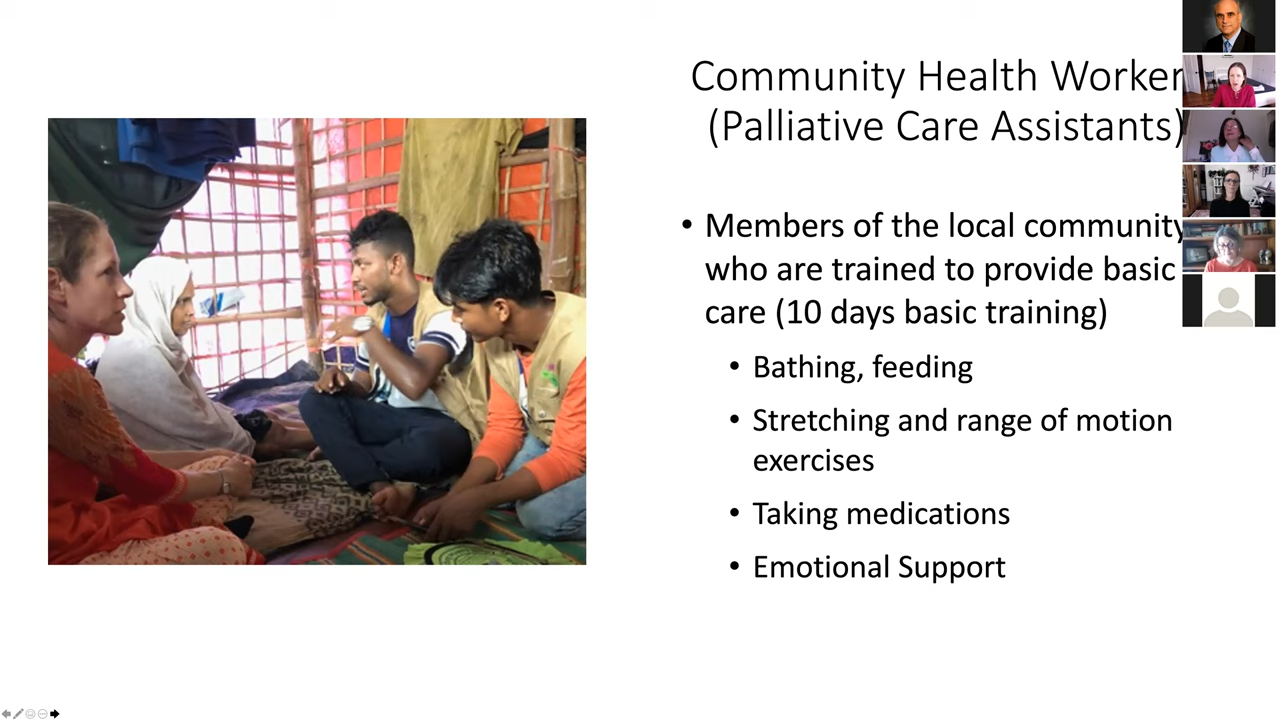 Community Health Worker
(Palliative Care Assistants)
• Members of the local community
who are trained to provide basic
care (10 days basic training)
• Bathing, feeding
• Stretching and range of motion
exercises
• Taking medications
• Emotional Support